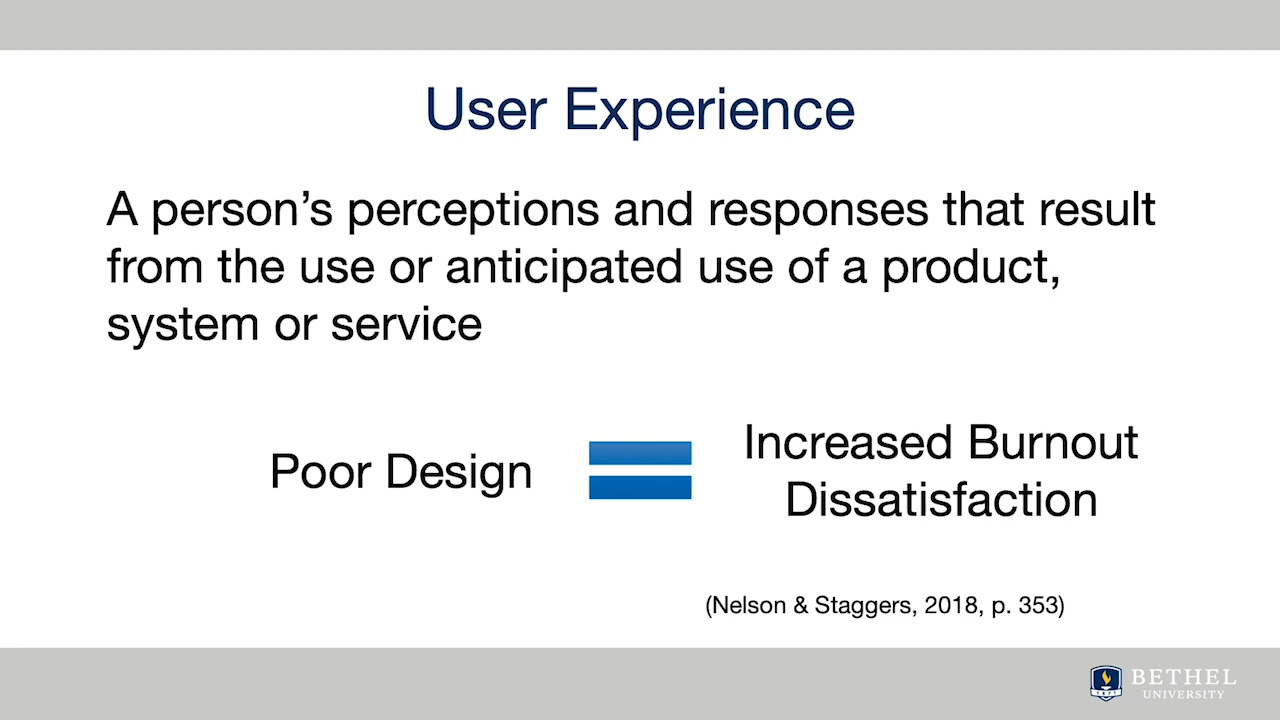 User Experience
A person’s perceptions and responses that result
from the use or anticipated use of a product,
system or service
Poor Design
Increased Burnout
Dissatisfaction
(Nelson & Staggers, 2018, p. 353)
BETHEL
UNIVERSITY
1871